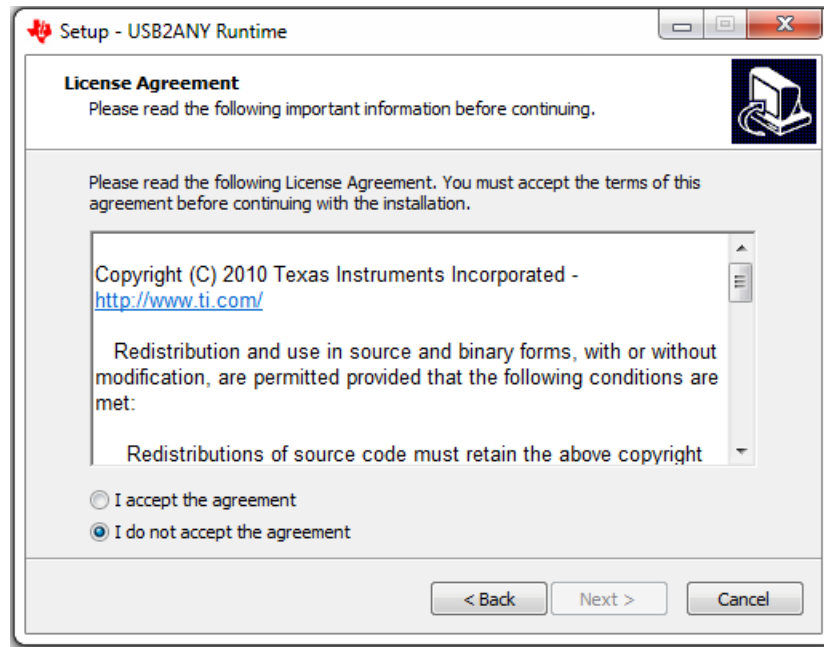 Setup - USB2ANY Runtime
License Agreement
Please read the following important information before continuing.
Please read the following License Agreement. You must accept the terms of this
agreement before continuing with the installation.
Copyright (C) 2010 Texas Instruments Incorporated -
http://www.ti.com/
Redistribution and use in source and binary forms, with or without
modification, are permitted provided that the following conditions are
met:
Redistributions of source code must retain the above copyright
I accept the agreement
I do not accept the agreement
< Back
Next >
Cancel